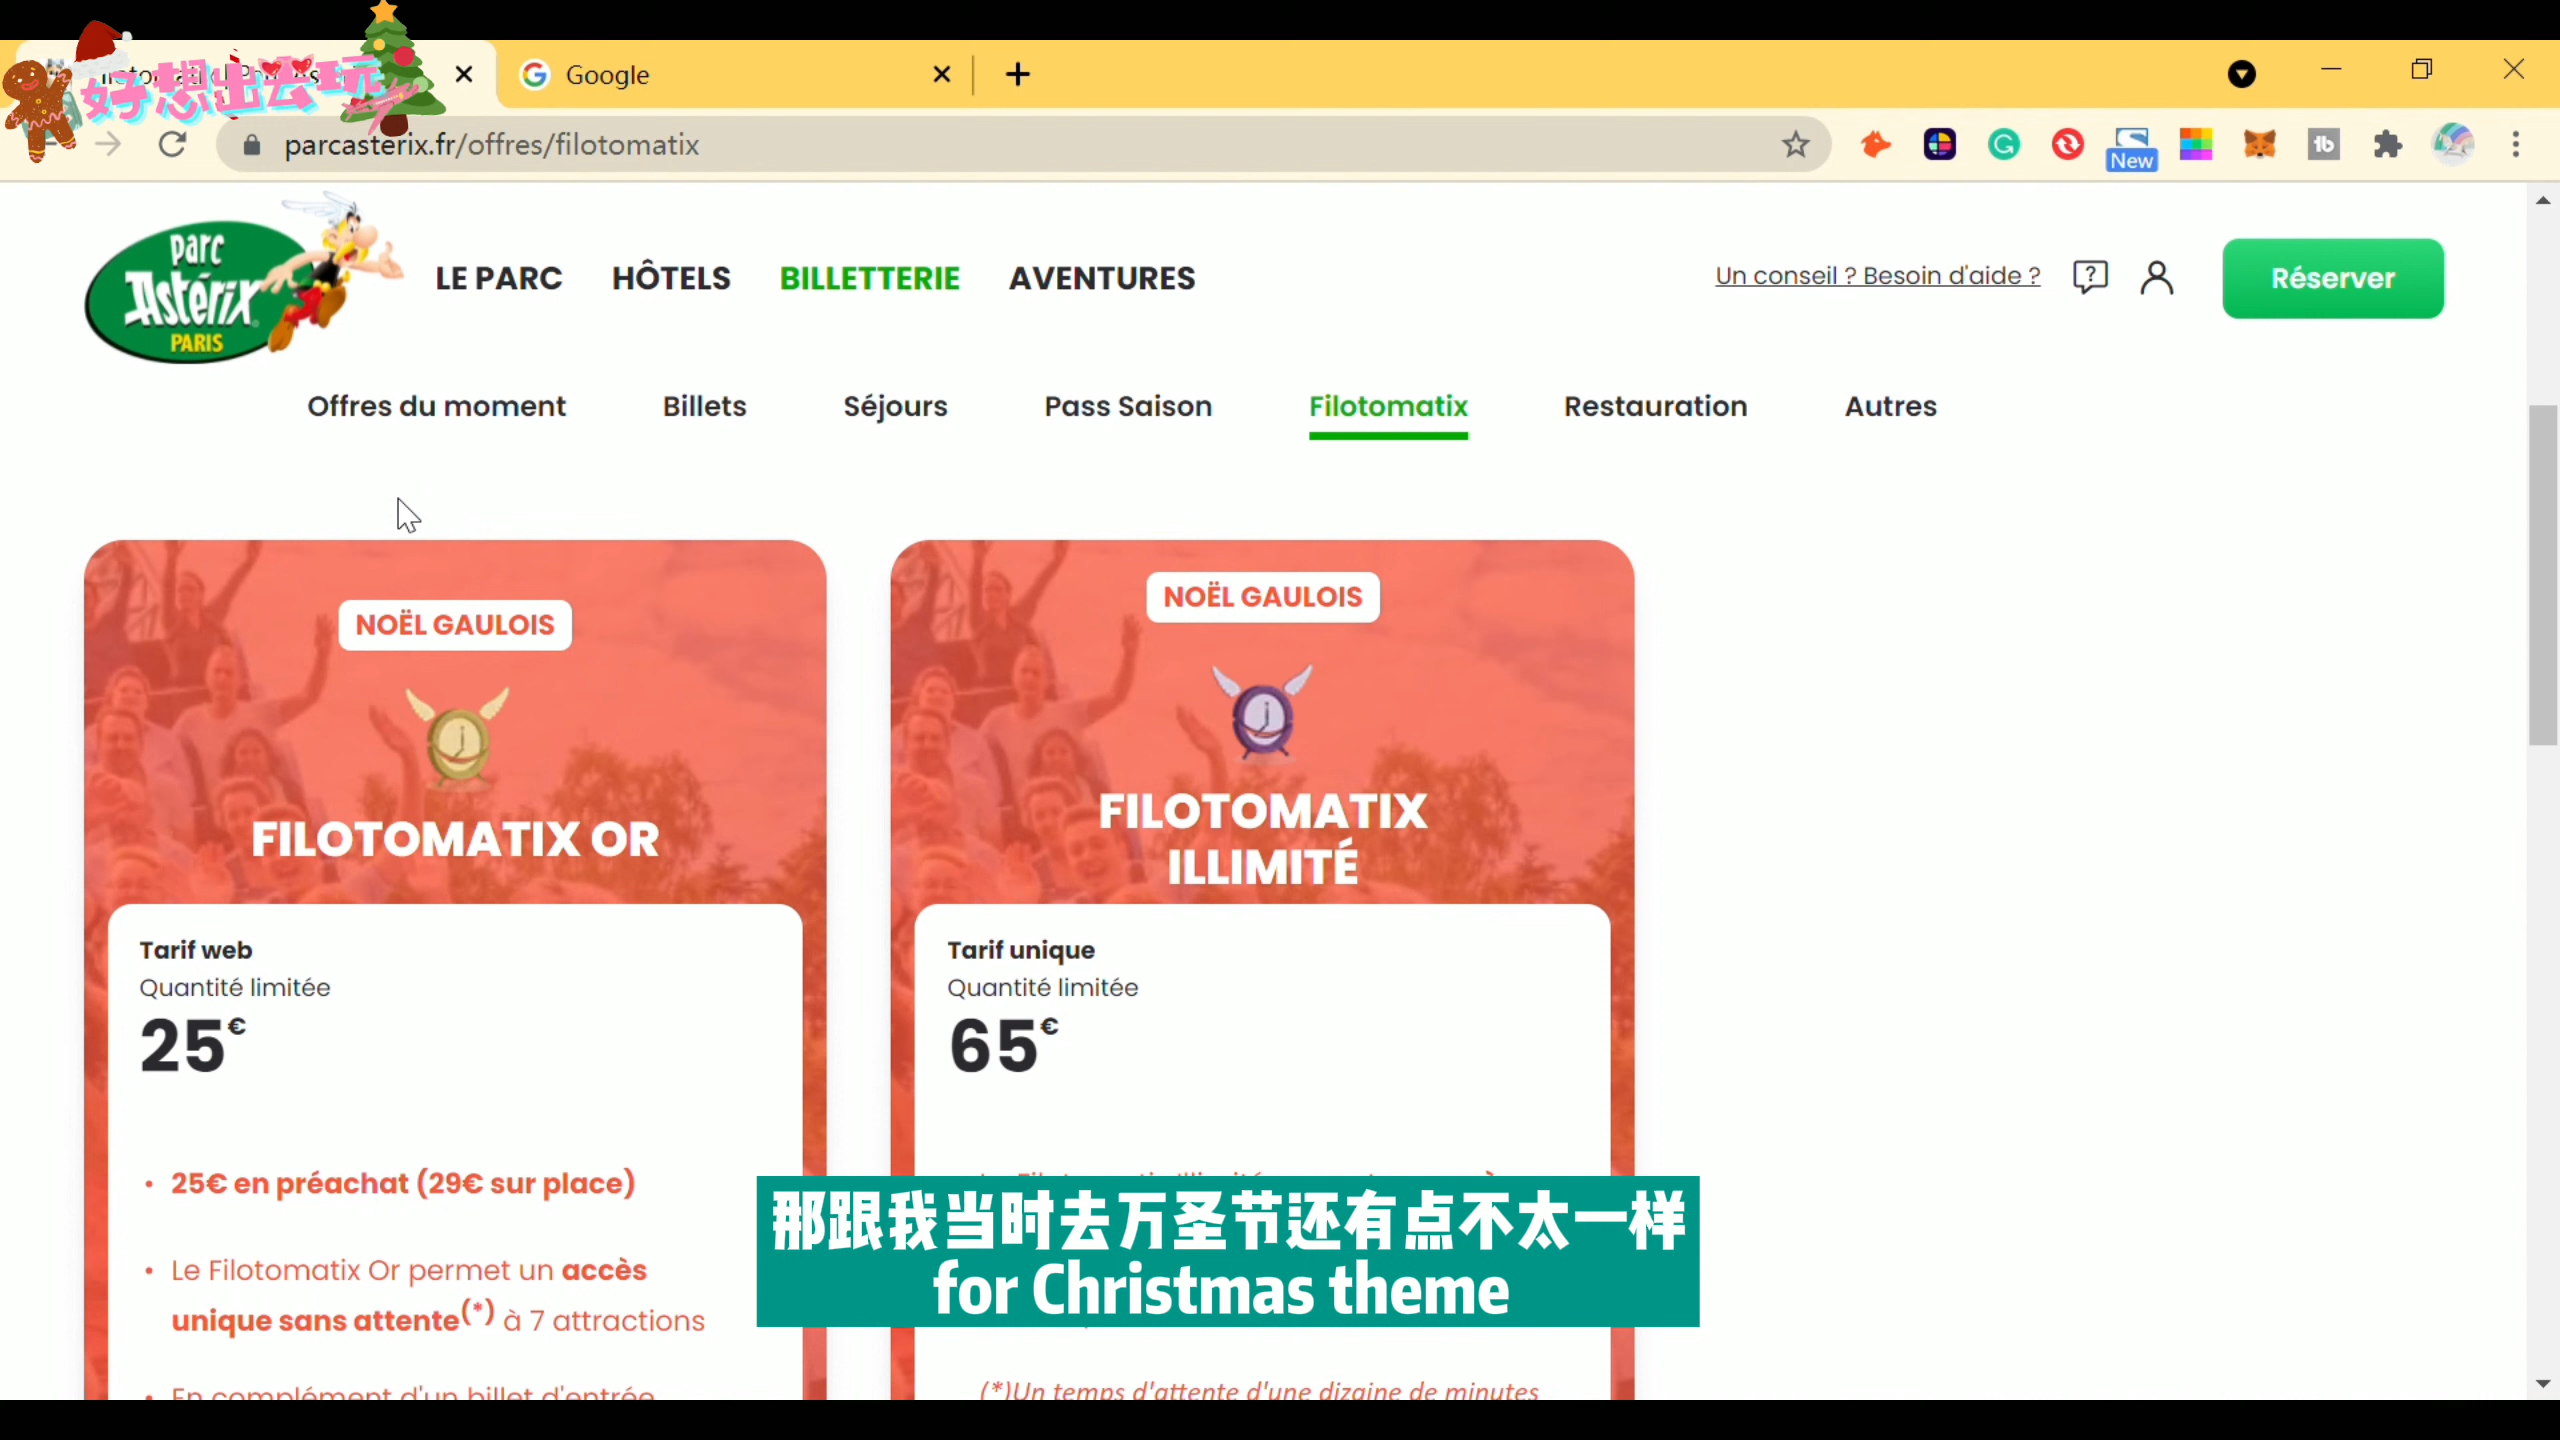 好想出去玩
Google
parcasterix.fr/offres/filotomatix
New
Parc
Astérix
PARIS
LE PARC
HÔTELS
BILLETTERIE
AVENTURES
Un conseil ? Besoin d'aide ?
Réserver
Offres du moment
Billets
Séjours
Pass Saison
Filotomatix
Restauration
Autres
NOËL GAULOIS
FILOTOMATIX OR
Tarif web
Quantité limitée
25€
• 25€ en préachat (29€ sur place)
• Le Filotomatix Or permet un accès
unique sans attente(*) à 7 attractions
• En complément d'un billet d'entrée
NOËL GAULOIS
FILOTOMATIX
ILLIMITÉ
Tarif unique
Quantité limitée
65€
(*)Un temps d'attente d'une dizaine de minutes
那跟我当时去万圣节还有点不太一样
for Christmas theme